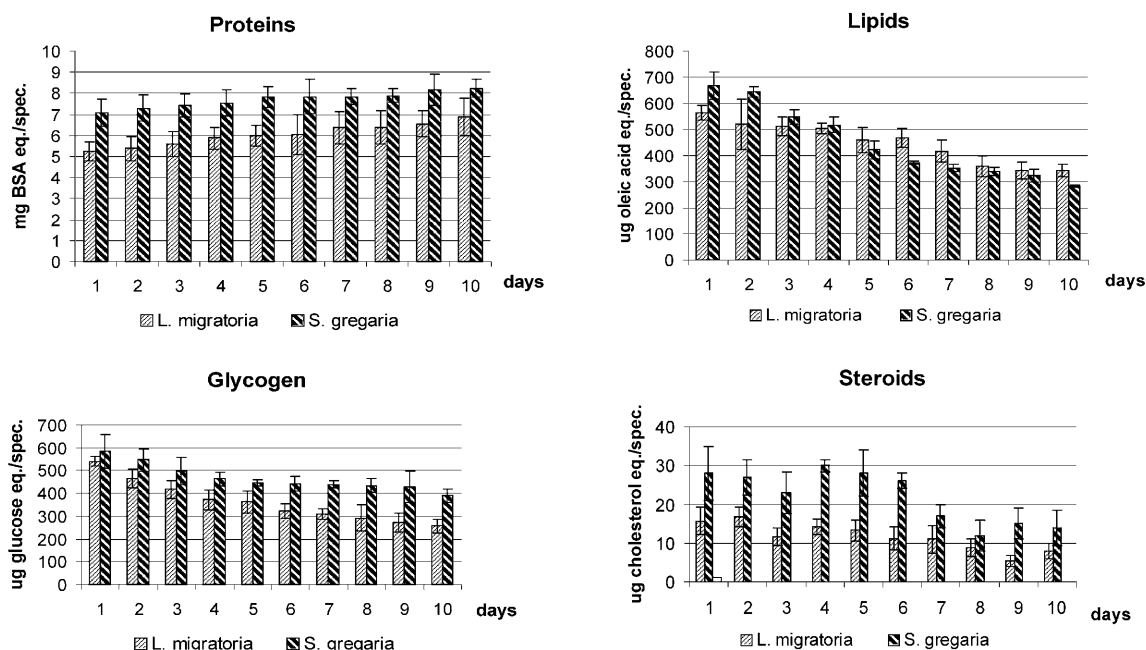 Proteins
mg BSA eq./spec.
10
9
8
7
6
5
4
3
2
1
0
1 2 3 4 5 6 7 8 9 10
days
L. migratoria S. gregaria
Lipids
ug oleic acid eq./spec.
800
700
600
500
400
300
200
100
0
1 2 3 4 5 6 7 8 9 10
days
L. migratoria S. gregaria
Glycogen
ug glucose eq./spec.
700
600
500
400
300
200
100
0
1 2 3 4 5 6 7 8 9 10
days
L. migratoria S. gregaria
Steroids
ug cholesterol eq./spec.
40
30
20
10
0
1 2 3 4 5 6 7 8 9 10
days
L. migratoria S. gregaria